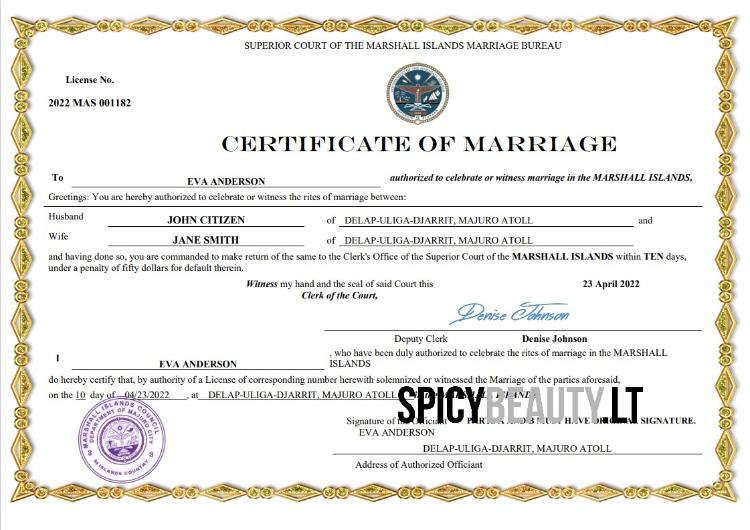 SUPERIOR COURT OF THE MARSHALL ISLANDS MARRIAGE BUREAU
License No.
2022 MAS 001182
CERTIFICATE OF MARRIAGE
To EVA ANDERSON authorized to celebrate or witness marriage in the MARSHALL ISLANDS,
Greetings: You are hereby authorized to celebrate or witness the rites of marriage between:
Husband JOHN CITIZEN of DELAP-ULIGA-DJARRIT, MAJURO ATOLL and
Wife JANE SMITH of DELAP-ULIGA-DJARRIT, MAJURO ATOLL
and having done so, you are commanded to make return of the same to the Clerk's Office of the Superior Court of the MARSHALL ISLANDS within TEN days,
under a penalty of fifty dollars for default therein.
Witness my hand and the seal of said Court this 23 April 2022
Clerk of the Court,
Denise Johnson
Deputy Clerk Denise Johnson
I EVA ANDERSON , who have been duly authorized to celebrate the rites of marriage in the MARSHALL
ISLANDS
do hereby certify that, by authority of a License of corresponding number herewith solemnized or witnessed the Marriage of the parties aforesaid,
on the 10 day of 04/23/2022 , at DELAP-ULIGA-DJARRIT, MAJURO ATOLL
SPICYBEAUTY.LT
Signature of the Officiant SIGNATURE.
EVA ANDERSON
DELAP-ULIGA-DJARRIT, MAJURO ATOLL
Address of Authorized Officiant
MARSHALL ISLANDS COUNCIL
DEPARTMENT OF MAJURO CITY
M ISLANDS COUNTRY